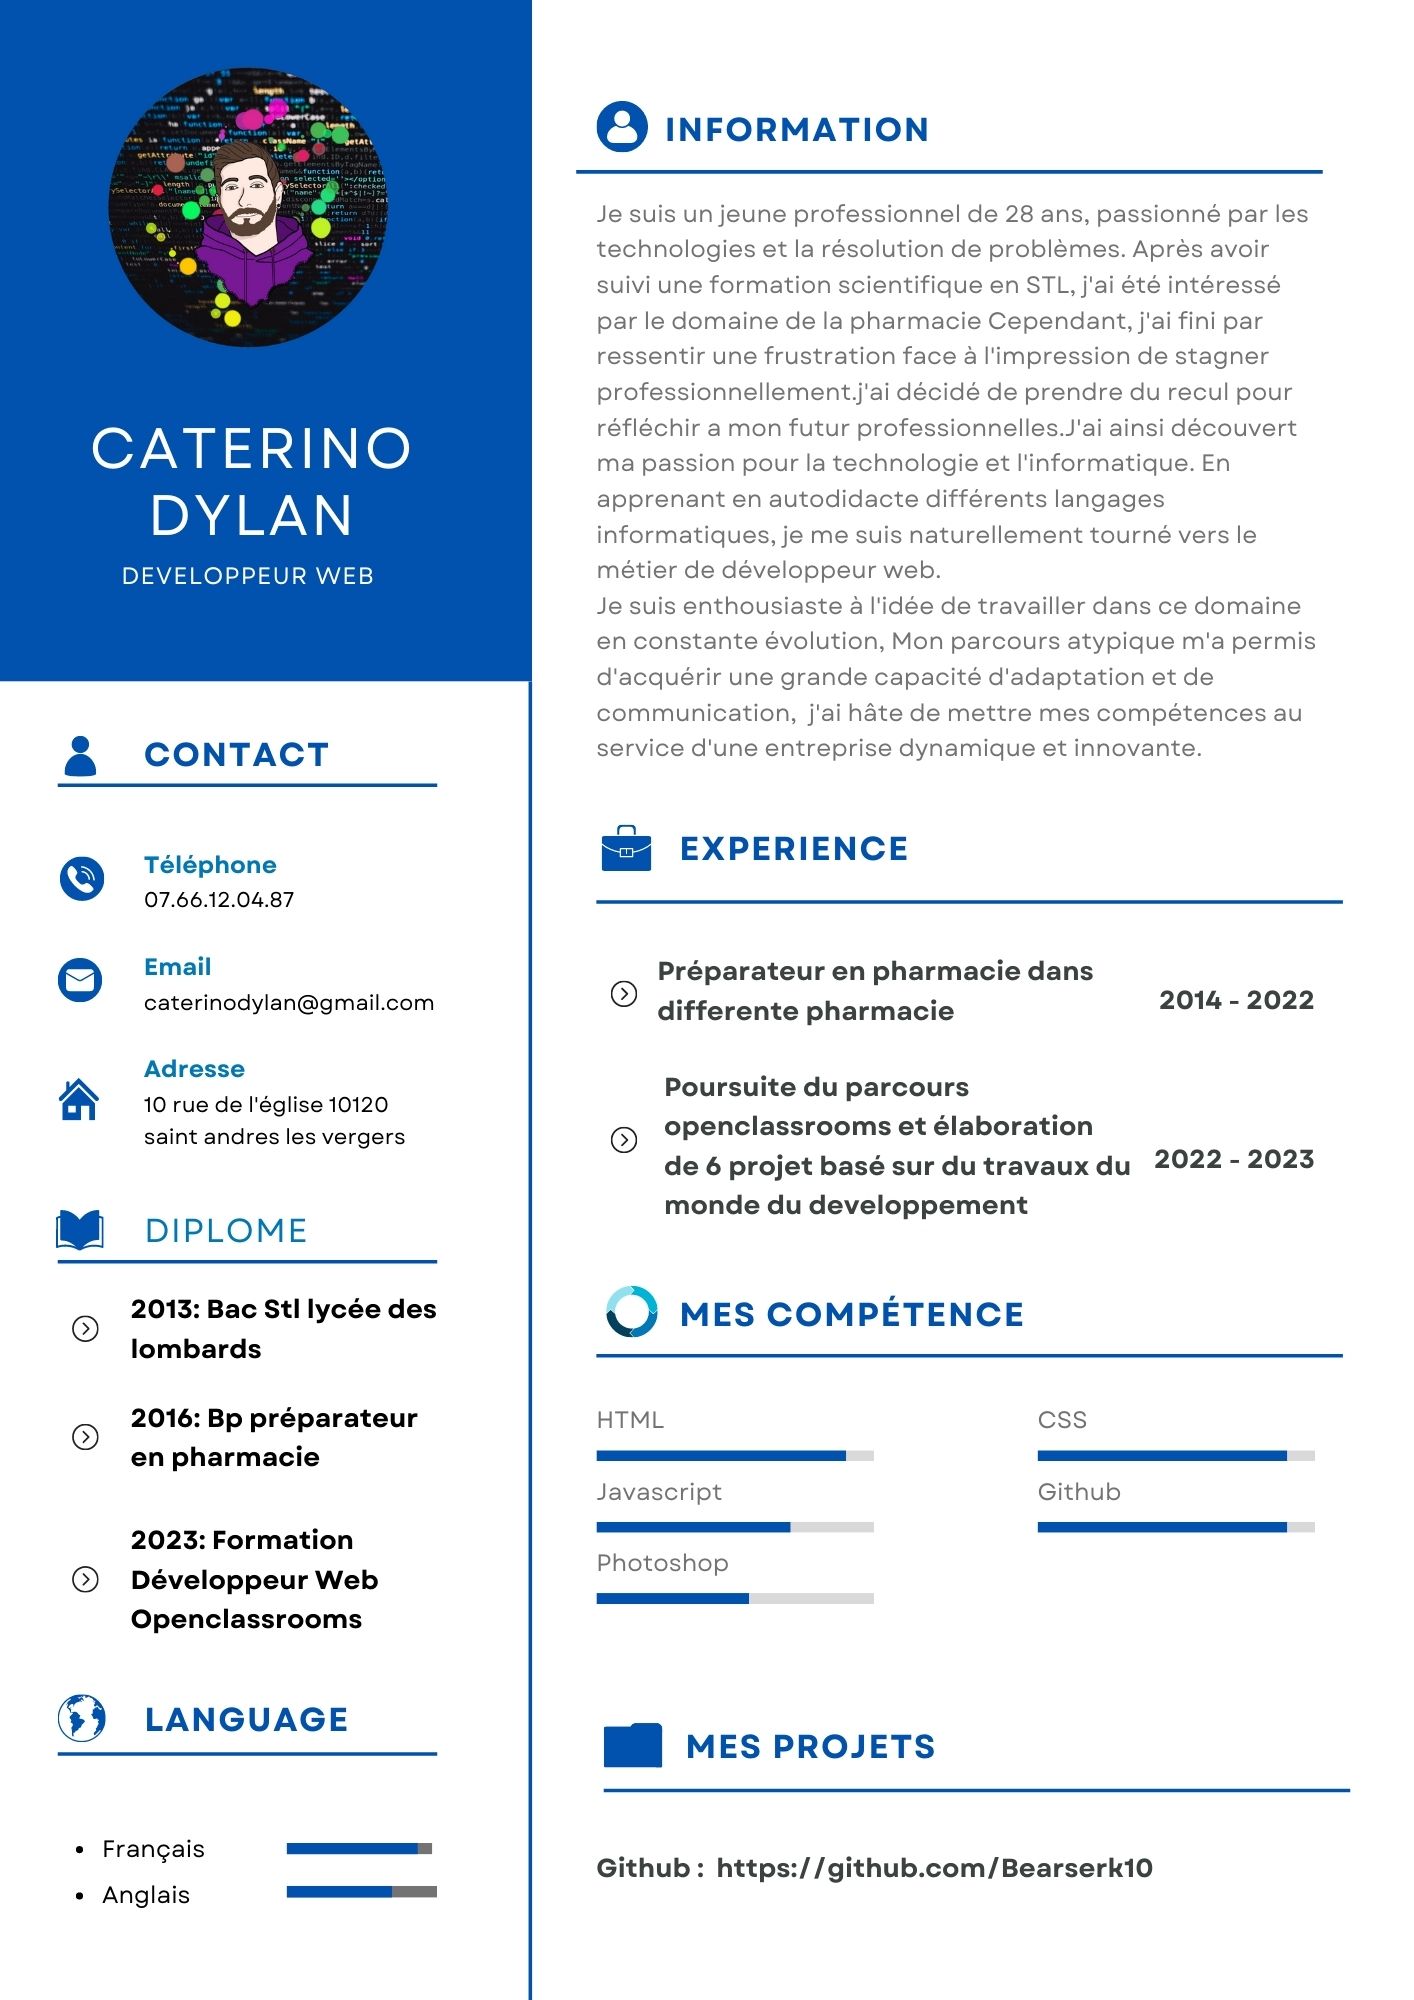 CATERINO
DYLAN
DEVELOPPEUR WEB
CONTACT
Téléphone
07.66.12.04.87
Email
caterinodylan@gmail.com
Adresse
10 rue de l'église 10120
saint andres les vergers
DIPLOME
2013: Bac Stl lycée des
lombards
2016: Bp préparateur
en pharmacie
2023: Formation
Développeur Web
Openclassrooms
LANGUAGE
Français
Anglais
INFORMATION
Je suis un jeune professionnel de 28 ans, passionné par les
technologies et la résolution de problèmes. Après avoir
suivi une formation scientifique en STL, j'ai été intéressé
par le domaine de la pharmacie Cependant, j'ai fini par
ressentir une frustration face à l'impression de stagner
professionnellement.j'ai décidé de prendre du recul pour
réfléchir a mon futur professionnelles.J'ai ainsi découvert
ma passion pour la technologie et l'informatique. En
apprenant en autodidacte différents langages
informatiques, je me suis naturellement tourné vers le
métier de développeur web.
Je suis enthousiaste à l'idée de travailler dans ce domaine
en constante évolution, Mon parcours atypique m'a permis
d'acquérir une grande capacité d'adaptation et de
communication,  j'ai hâte de mettre mes compétences au
service d'une entreprise dynamique et innovante.
EXPERIENCE
Préparateur en pharmacie dans
differente pharmacie
2014 - 2022
Poursuite du parcours
openclassrooms et élaboration
de 6 projet basé sur du travaux du
monde du developpement
2022 - 2023
MES COMPÉTENCE
HTML
CSS
Javascript
Github
Photoshop
MES PROJETS
Github :  https://github.com/Bearserk10